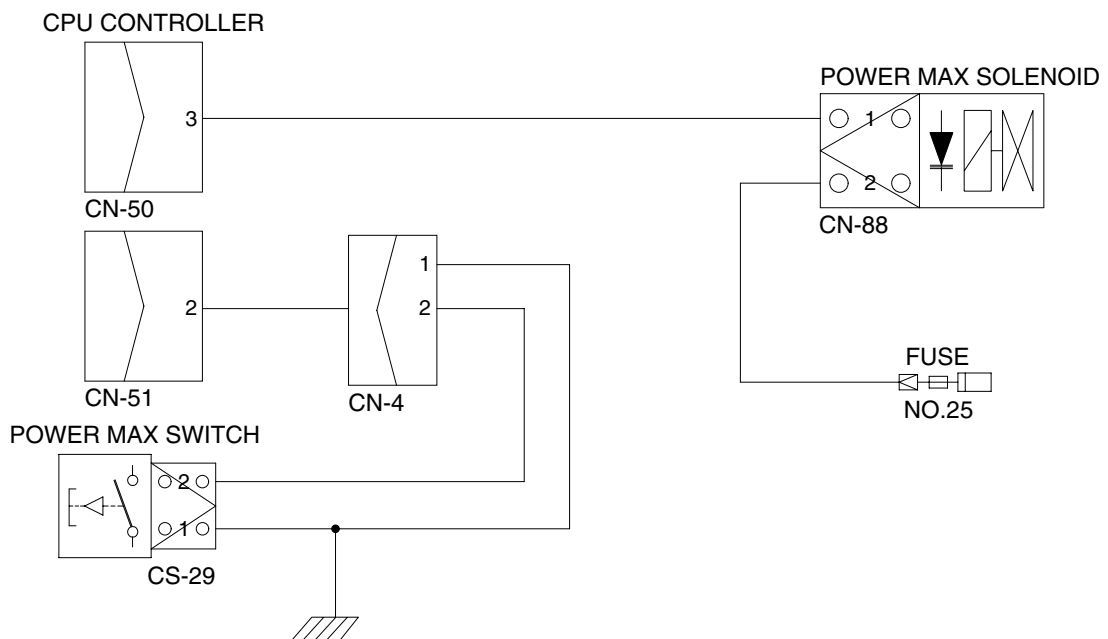 CPU CONTROLLER
3
CN-50
POWER MAX SOLENOID
1
2
CN-88
2
CN-51
1
2
CN-4
FUSE
NO.25
POWER MAX SWITCH
2
1
CS-29